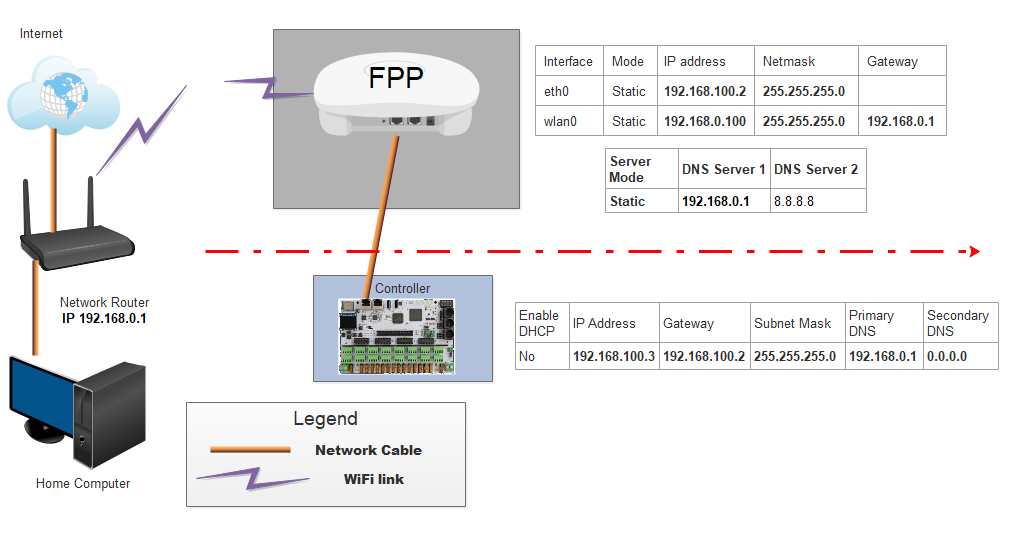 Internet
FPP
Interface Mode IP address Netmask Gateway
eth0 Static 192.168.100.2 255.255.255.0
wlan0 Static 192.168.0.100 255.255.255.0 192.168.0.1
Server Mode DNS Server 1 DNS Server 2
Static 192.168.0.1 8.8.8.8
Network Router
IP 192.168.0.1
Controller
Enable DHCP IP Address Gateway Subnet Mask Primary DNS Secondary DNS
No 192.168.100.3 192.168.100.2 255.255.255.0 192.168.0.1 0.0.0.0
Home Computer
Legend
Network Cable
WiFi link